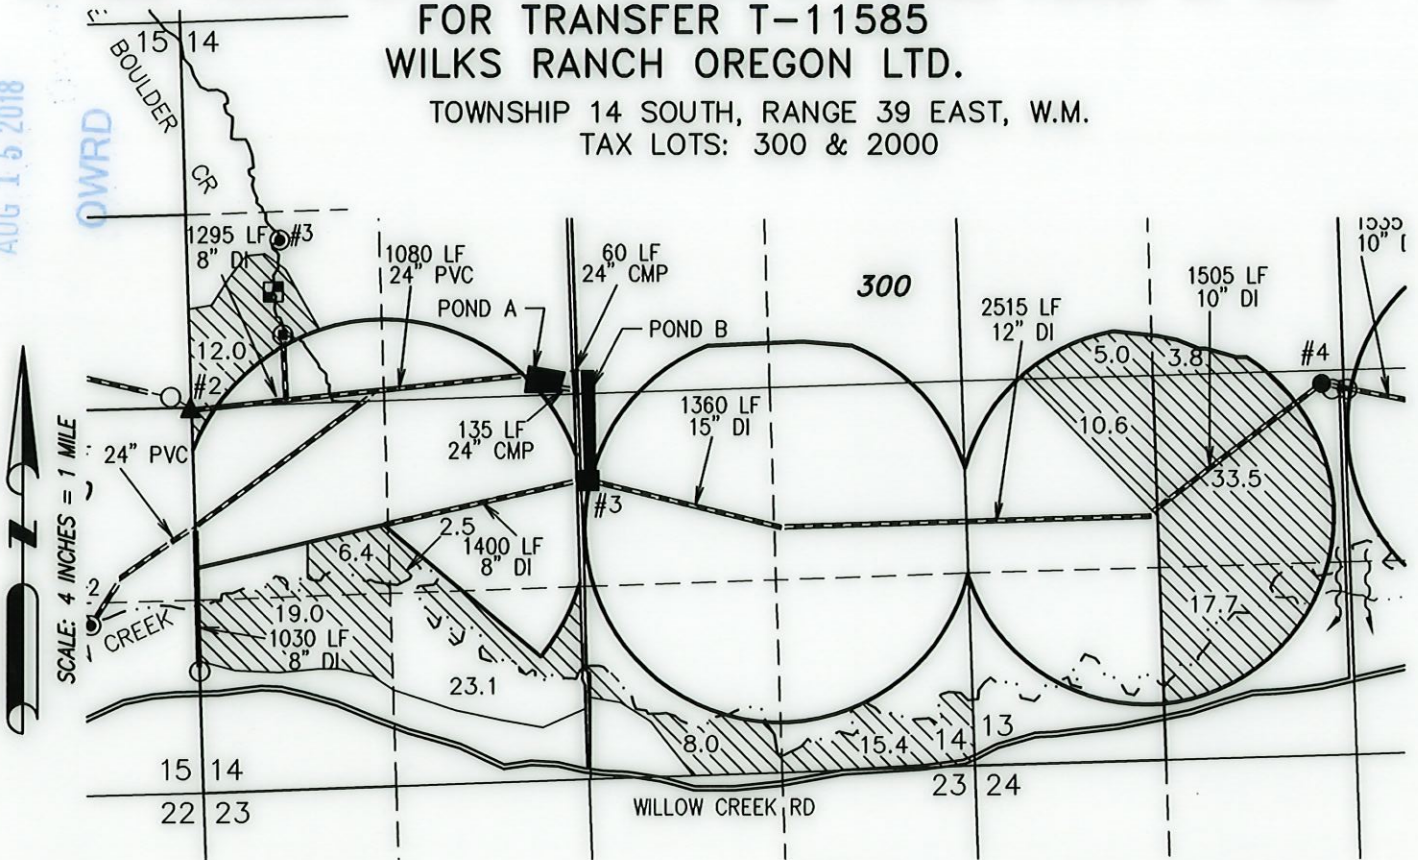 FOR TRANSFER T-11585
WILKS RANCH OREGON LTD.
TOWNSHIP 14 SOUTH, RANGE 39 EAST, W.M.
TAX LOTS: 300 & 2000
AUG 15 2018
OWRD
15 14
BOULDER
CR
1295 LF
8" DI
#3
1080 LF
24" PVC
60 LF
24" CMP
300
1535
10"
1505 LF
10" DI
2515 LF
12" DI
POND A
POND B
12.0
#2
5.0
3.8
#4
1360 LF
15" DI
135 LF
24" CMP
10.6
24" PVC
33.5
#3
2.5
1400 LF
8" DI
6.4
19.0
17.7
CREEK
1030 LF
8" DI
23.1
8.0
15.4
14 13
15 14
22 23
23 24
WILLOW CREEK RD
N
SCALE: 4 INCHES = 1 MILE